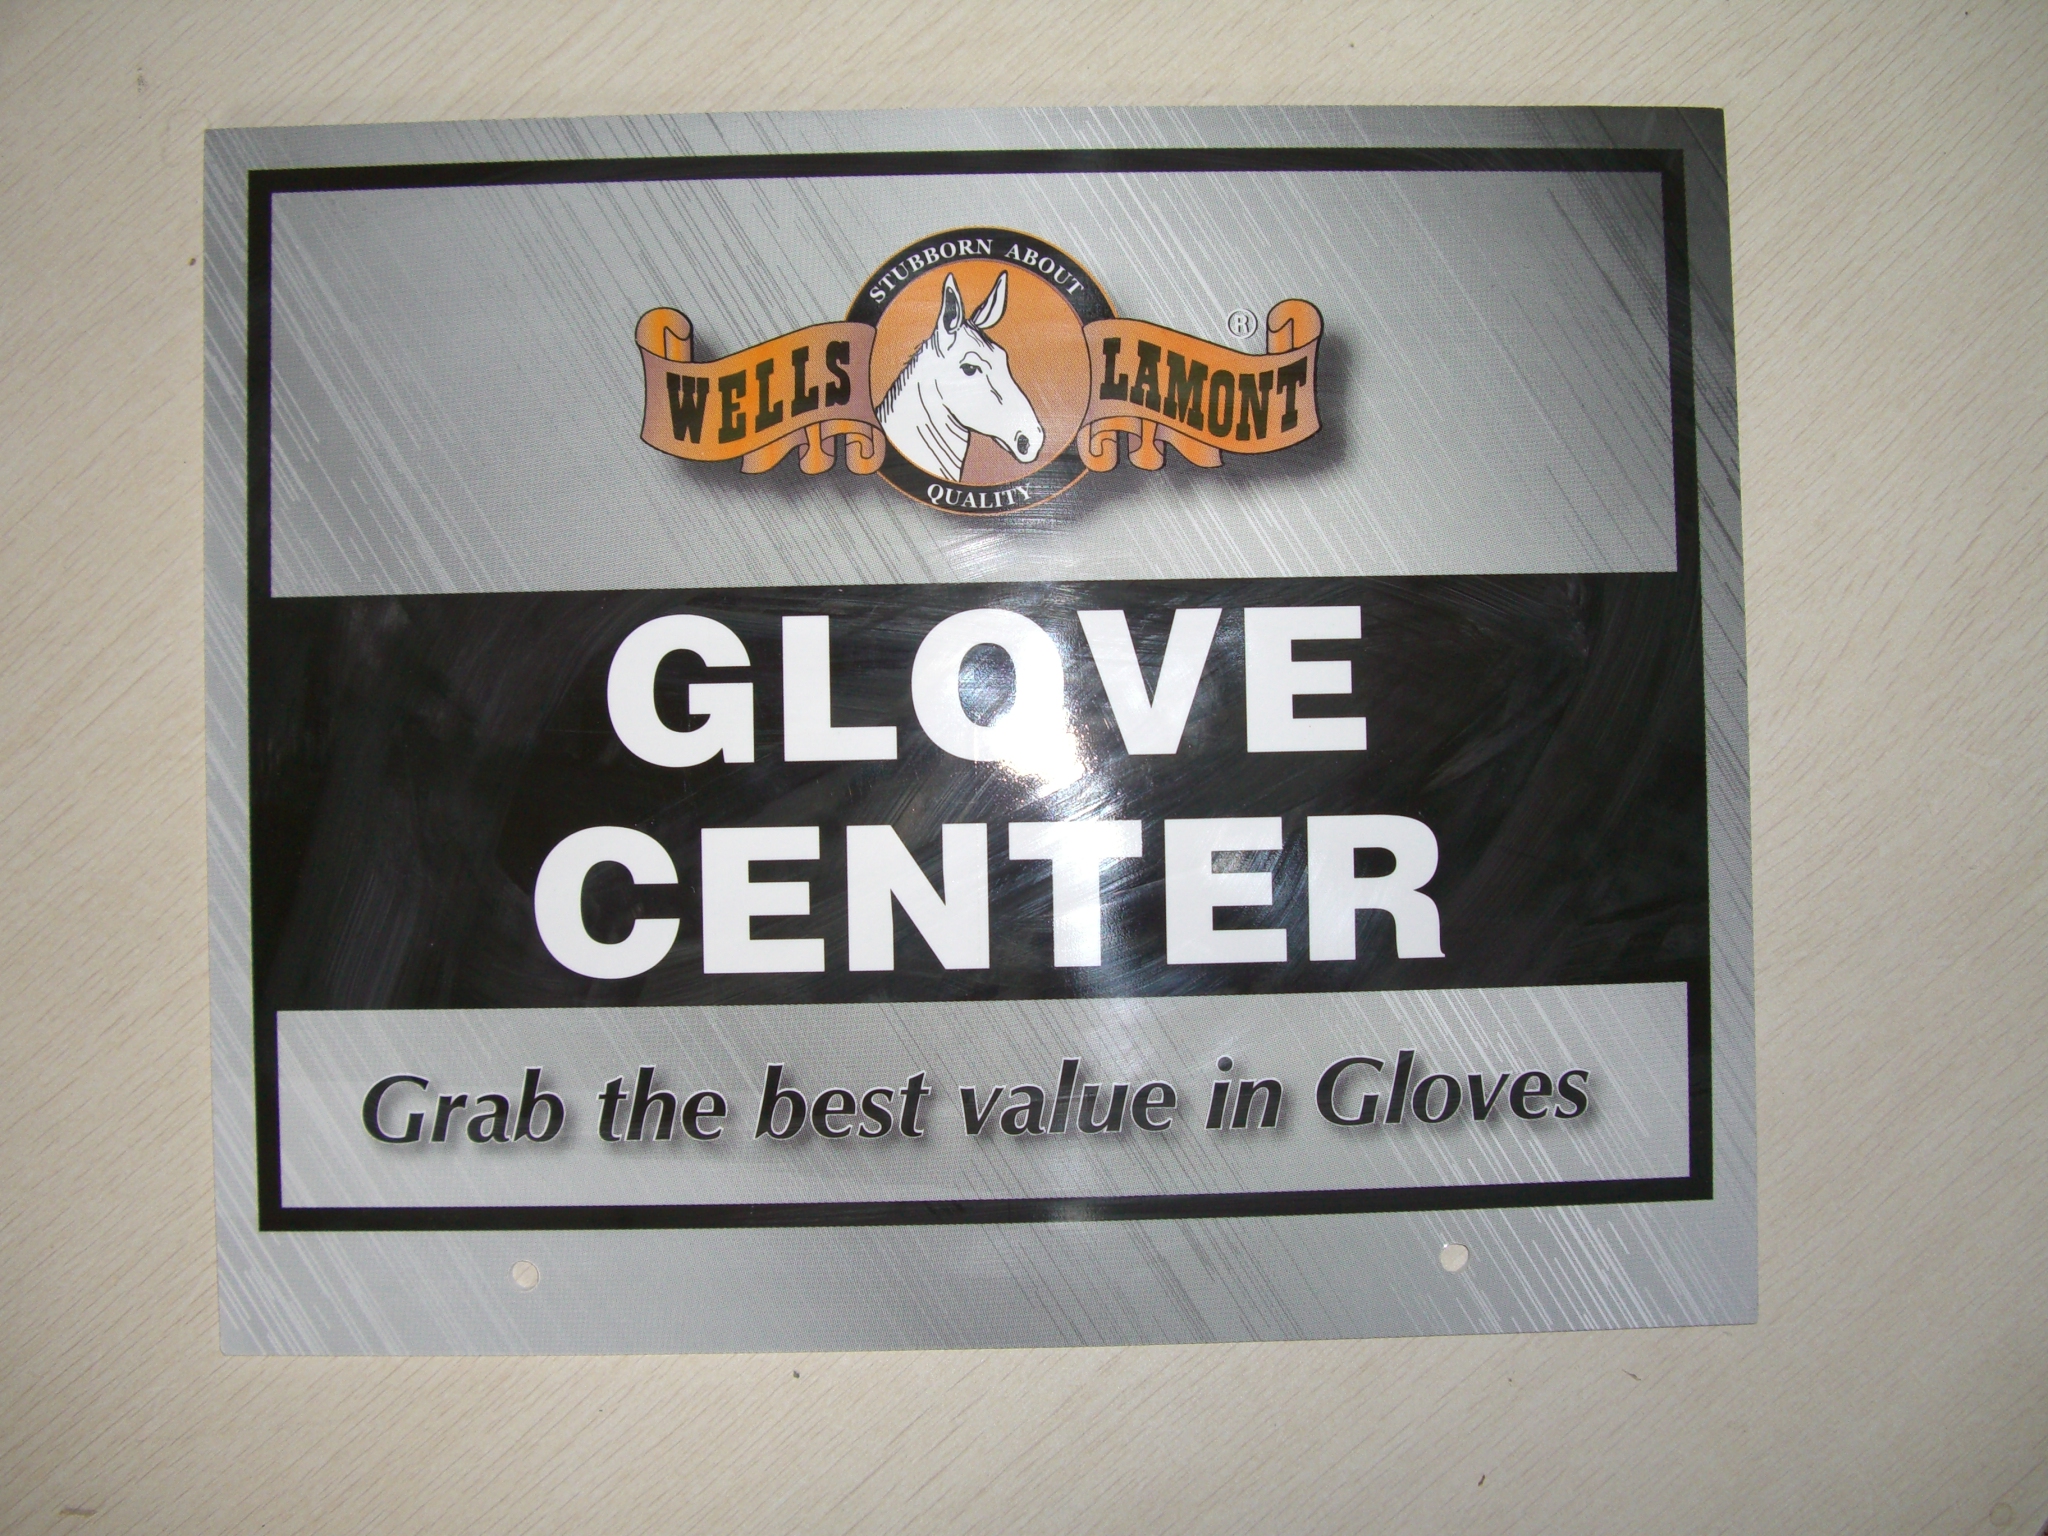 STUBBORN ABOUT
WELLS LAMONT ®
QUALITY
GLOVE
CENTER
Grab the best value in Gloves